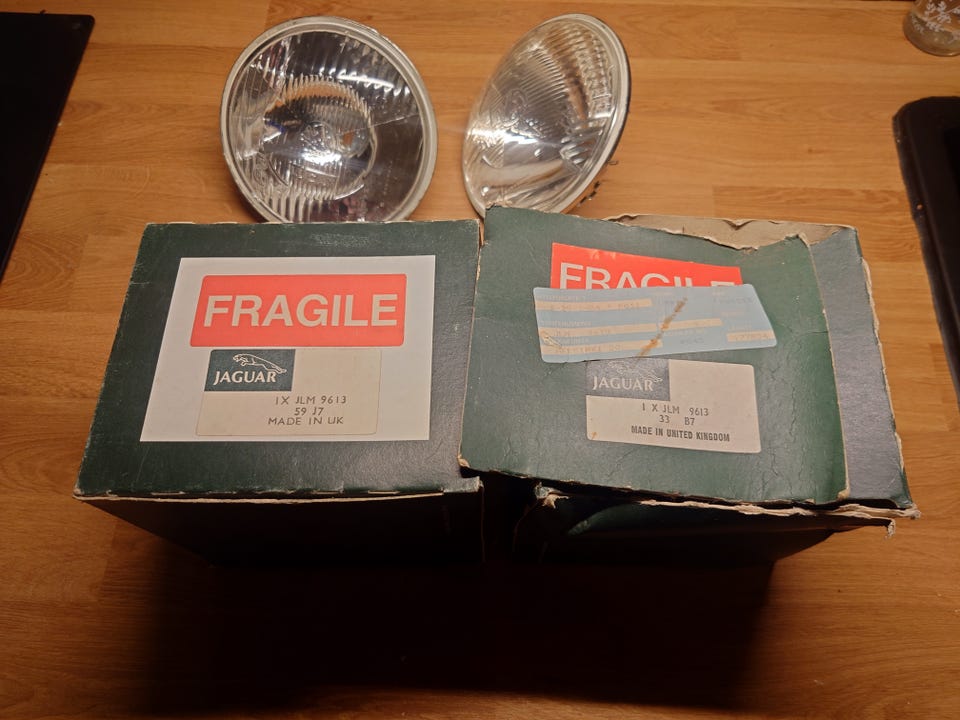 FRAGILE
JAGUAR
1X JLM 9613
59 J7
MADE IN UK
FRAGILE
JAGUAR
1 X JLM 9613
33 B7
MADE IN UNITED KINGDOM